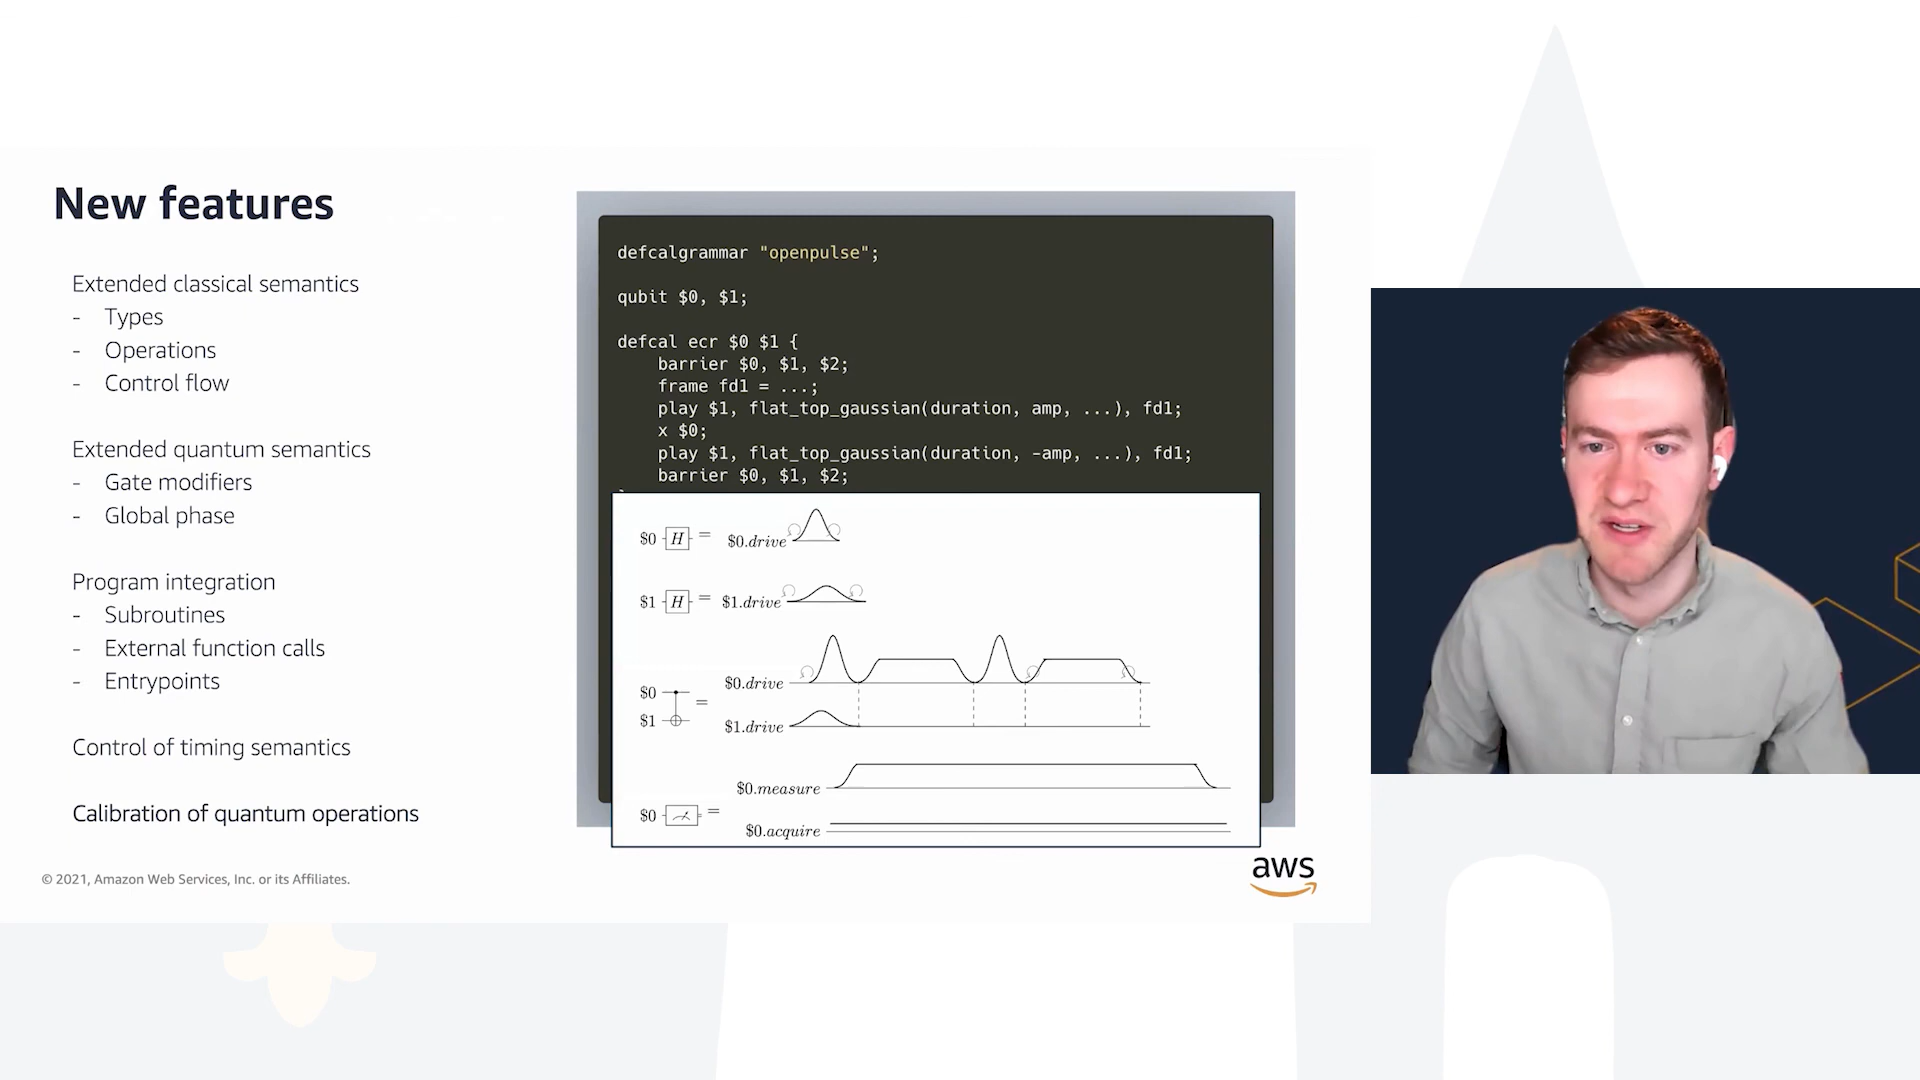 New features
Extended classical semantics
- Types
- Operations
- Control flow
Extended quantum semantics
- Gate modifiers
- Global phase
Program integration
- Subroutines
- External function calls
- Entrypoints
Control of timing semantics
Calibration of quantum operations
© 2021, Amazon Web Services, Inc. or its Affiliates.
defcalgrammar "openpulse";
qubit $0, $1;
defcal ecr $0 $1 {
barrier $0, $1, $2;
frame fd1 = ...;
play $1, flat_top_gaussian(duration, amp, ...), fd1;
x $0;
play $1, flat_top_gaussian(duration, -amp, ...), fd1;
barrier $0, $1, $2;
$0 H = $0.drive
$1 H = $1.drive
$0.drive
$0
$1
=
$1.drive
$0.measure
$0 =
$0.acquire
aws